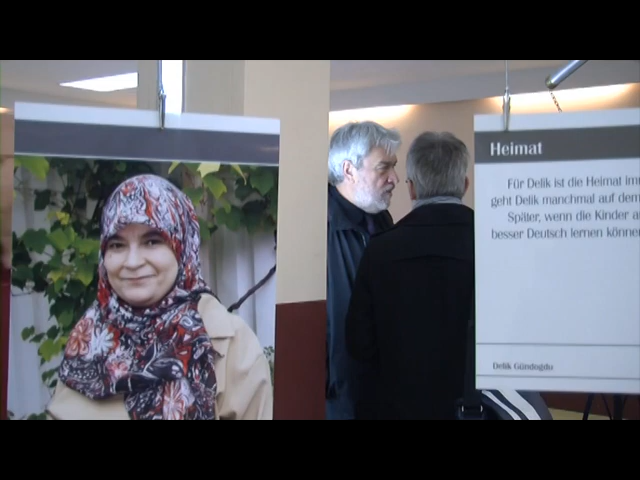 Heimat
Für Delik ist die Heimat im
geht Delik manchmal auf dem
Später, wenn die Kinder
besser Deutsch lernen
Delik Gündogdu